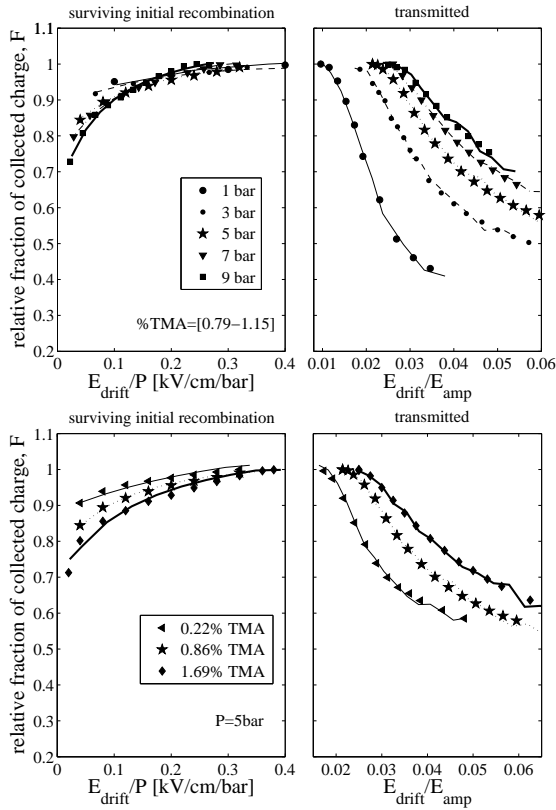 surviving initial recombination
transmitted
relative fraction of collected charge, F
1.1
1
0.9
0.8
0.7
0.6
0.5
0.4
0.3
0.2
1 bar
3 bar
5 bar
7 bar
9 bar
%TMA=[0.79−1.15]
0 0.1 0.2 0.3 0.4
0.01 0.02 0.03 0.04 0.05 0.06
E_drift/P [kV/cm/bar]
E_drift/E_amp
surviving initial recombination
transmitted
relative fraction of collected charge, F
1.1
1
0.9
0.8
0.7
0.6
0.5
0.4
0.3
0.2
0.22% TMA
0.86% TMA
1.69% TMA
P=5bar
0 0.1 0.2 0.3 0.4
0.02 0.03 0.04 0.05 0.06
E_drift/P [kV/cm/bar]
E_drift/E_amp